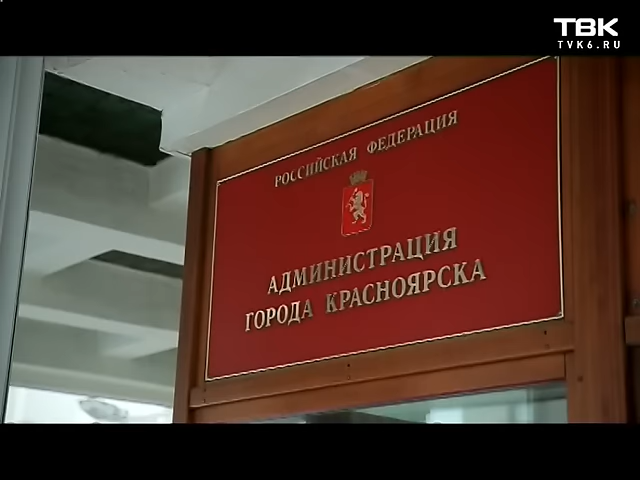 ТВК
TVK6.RU
РОССИЙСКАЯ ФЕДЕРАЦИЯ
АДМИНИСТРАЦИЯ
ГОРОДА КРАСНОЯРСКА